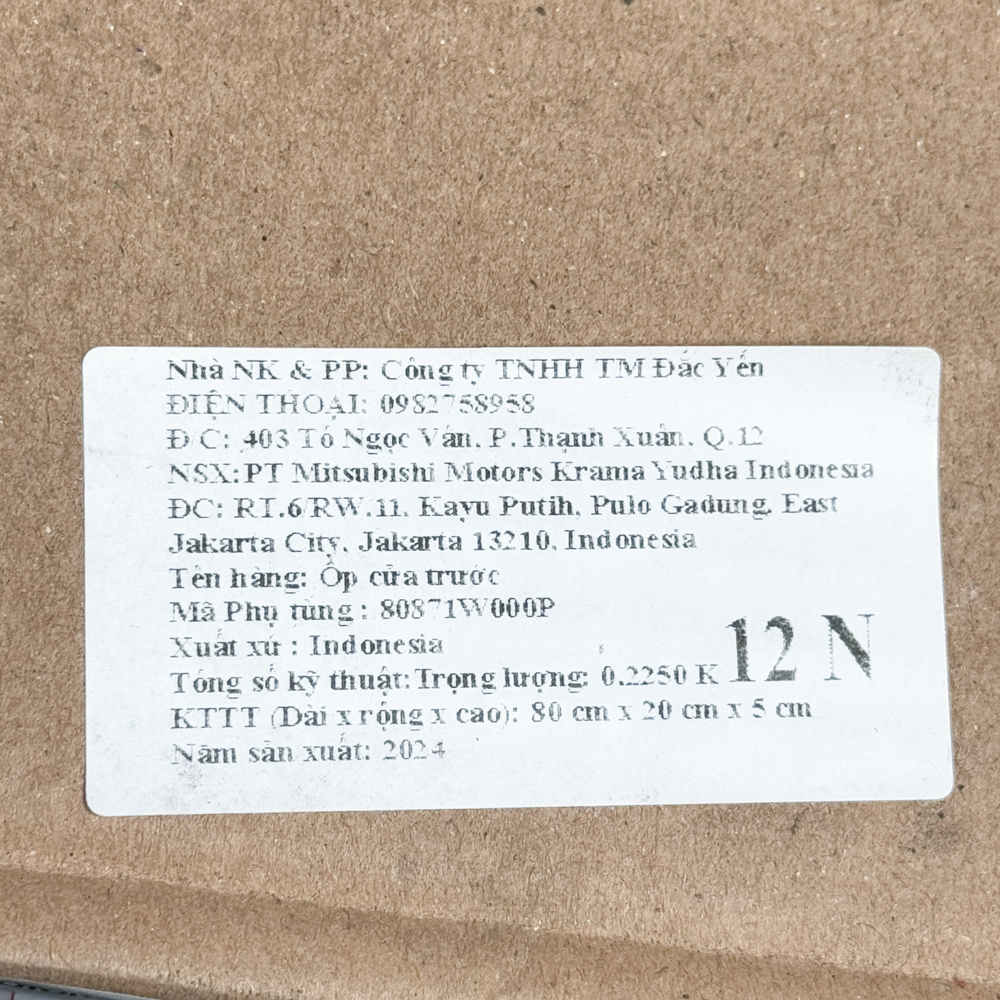 Nhà NK & PP: Công ty TNHH TM Đắc Yến
ĐIỆN THOẠI: 0982758958
Đ/C: 403 Tô Ngọc Vân, P.Thạnh Xuân, Q.12
NSX:PT Mitsubishi Motors Krama Yudha Indonesia
ĐC: RT.6/RW.11, Kayu Putih, Pulo Gadung, East
Jakarta City, Jakarta 13210, Indonesia
Tên hàng: Ốp cửa trước
Mã Phụ tùng : 80871W000P
Xuất xứ : Indonesia
Tổng số kỹ thuật:Trọng lượng: 0.2250 K
12 N
KTTT (Dài x rộng x cao): 80 cm x 20 cm x 5 cm
Năm sản xuất: 2024